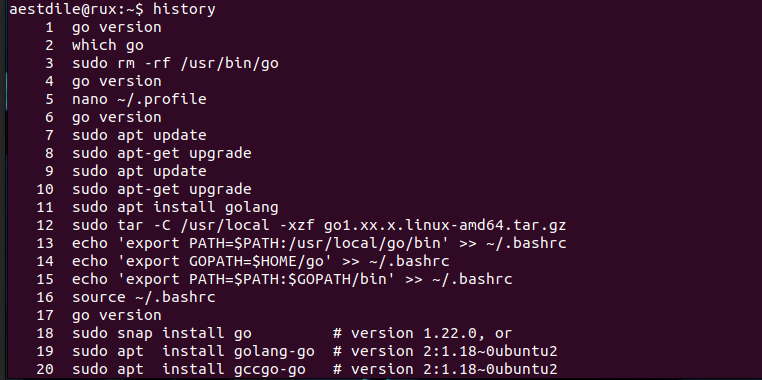 aestdile@rux:~$ history
    1  go version
    2  which go
    3  sudo rm -rf /usr/bin/go
    4  go version
    5  nano ~/.profile
    6  go version
    7  sudo apt update
    8  sudo apt-get upgrade
    9  sudo apt update
   10  sudo apt-get upgrade
   11  sudo apt install golang
   12  sudo tar -C /usr/local -xzf go1.xx.x.linux-amd64.tar.gz
   13  echo 'export PATH=$PATH:/usr/local/go/bin' >> ~/.bashrc
   14  echo 'export GOPATH=$HOME/go' >> ~/.bashrc
   15  echo 'export PATH=$PATH:$GOPATH/bin' >> ~/.bashrc
   16  source ~/.bashrc
   17  go version
   18  sudo snap install go         # version 1.22.0, or
   19  sudo apt  install golang-go  # version 2:1.18~0ubuntu2
   20  sudo apt  install gccgo-go   # version 2:1.18~0ubuntu2